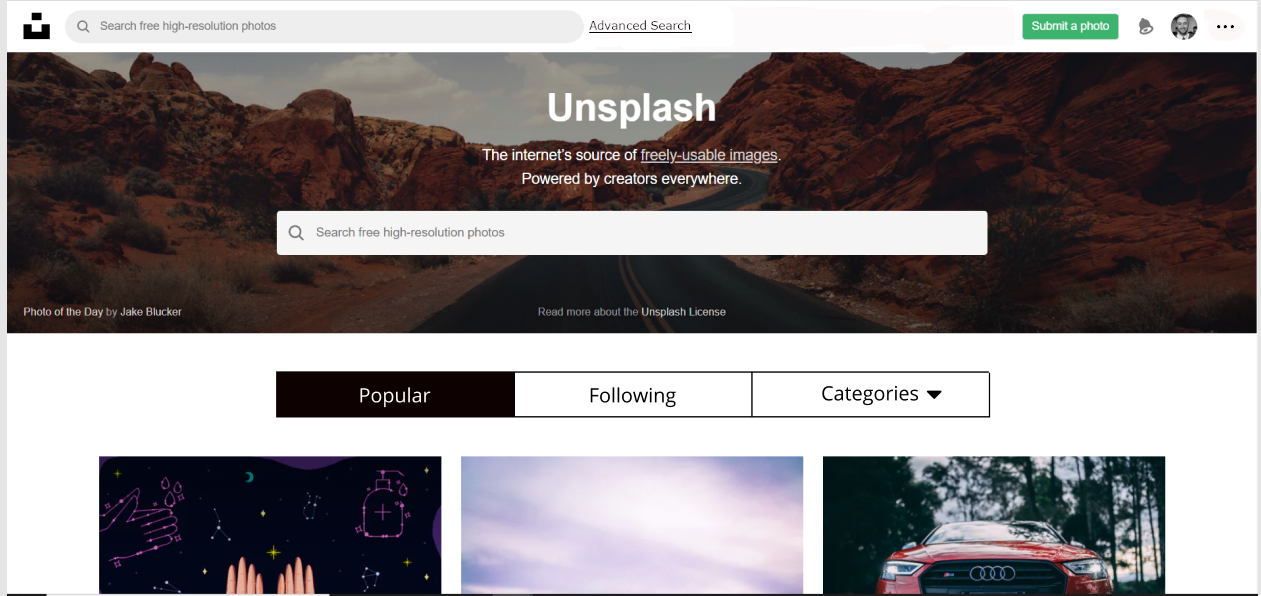 Search free high-resolution photos
Advanced Search
Submit a photo
Unsplash
The internet's source of freely-usable images.
Powered by creators everywhere.
Search free high-resolution photos
Photo of the Day by Jake Blucker
Read more about the Unsplash License
Popular
Following
Categories